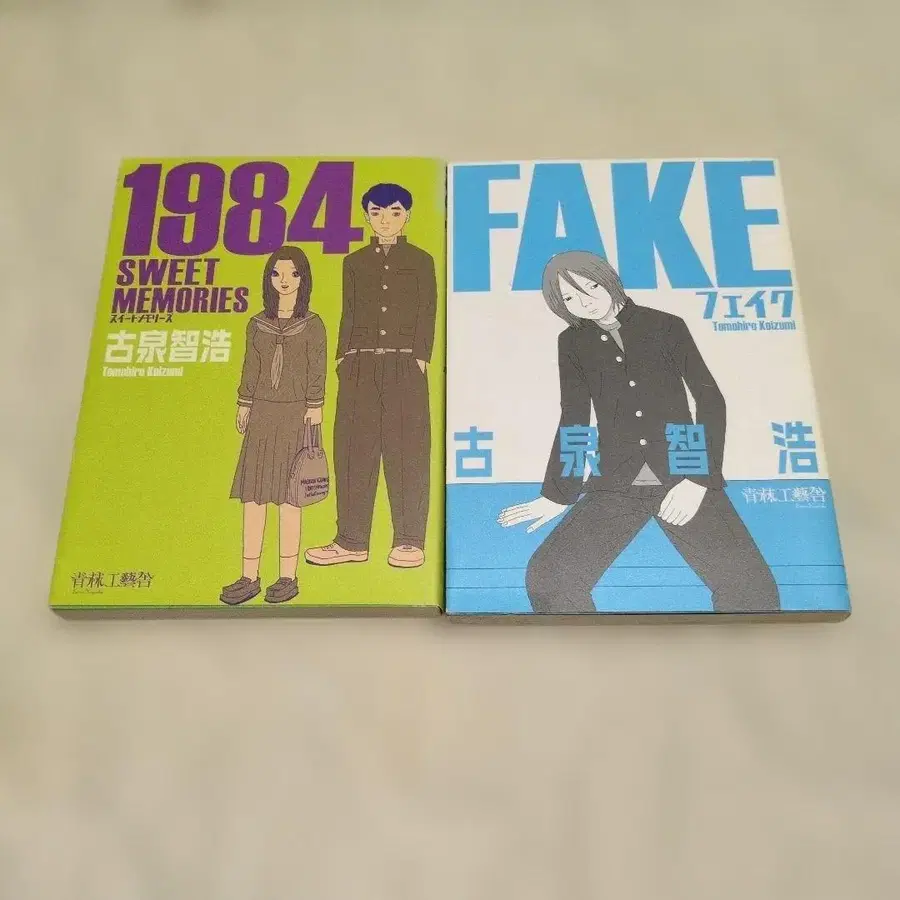 1984
SWEET
MEMORIES
スイートメモリーズ
古泉智浩
Tomohiro Koizumi
青林工藝舎
FAKE
フェイク
Tomohiro Koizumi
古泉智浩
青林工藝舎